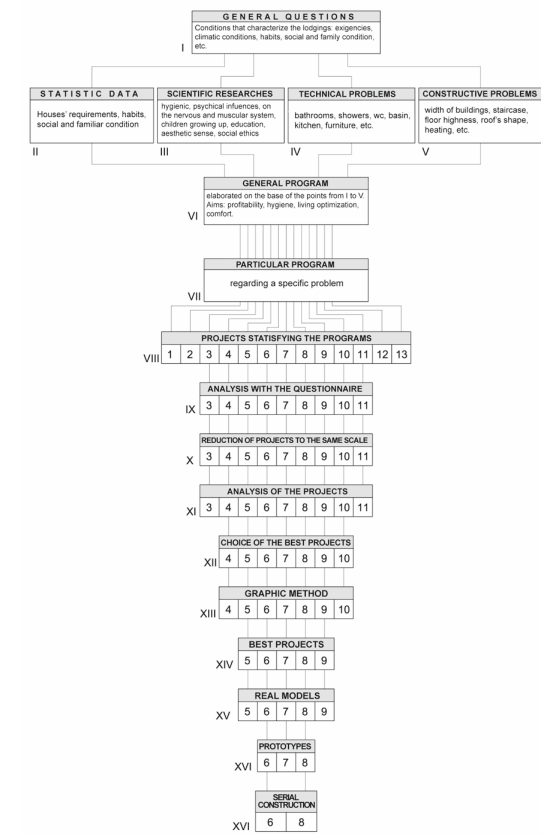 GENERAL QUESTIONS
Conditions that characterize the lodgings: exigencies,
climatic conditions, habits, social and family condition,
etc.
I
STATISTIC DATA
Houses' requirements, habits,
social and familiar condition
II
SCIENTIFIC RESEARCHES
hygienic, psychical infuences, on
the nervous and muscular system,
children growing up, education,
aesthetic sense, social ethics
III
TECHNICAL PROBLEMS
bathrooms, showers, wc, basin,
kitchen, furniture, etc.
IV
CONSTRUCTIVE PROBLEMS
width of buildings, staircase,
floor highness, roof's shape,
heating, etc.
V
GENERAL PROGRAM
elaborated on the base of the points from I to V.
Aims: profitability, hygiene, living optimization,
comfort.
VI
PARTICULAR PROGRAM
regarding a specific problem
VII
PROJECTS STATISFYING THE PROGRAMS
VIII 1 2 3 4 5 6 7 8 9 10 11 12 13
ANALYSIS WITH THE QUESTIONNAIRE
IX 3 4 5 6 7 8 9 10 11
REDUCTION OF PROJECTS TO THE SAME SCALE
X 3 4 5 6 7 8 9 10 11
ANALYSIS OF THE PROJECTS
XI 3 4 5 6 7 8 9 10 11
CHOICE OF THE BEST PROJECTS
XII 4 5 6 7 8 9 10
GRAPHIC METHOD
XIII 4 5 6 7 8 9 10
BEST PROJECTS
XIV 5 6 7 8 9
REAL MODELS
XV 5 6 7 8 9
PROTOTYPES
XVI 6 7 8
SERIAL
CONSTRUCTION
XVI 6 8